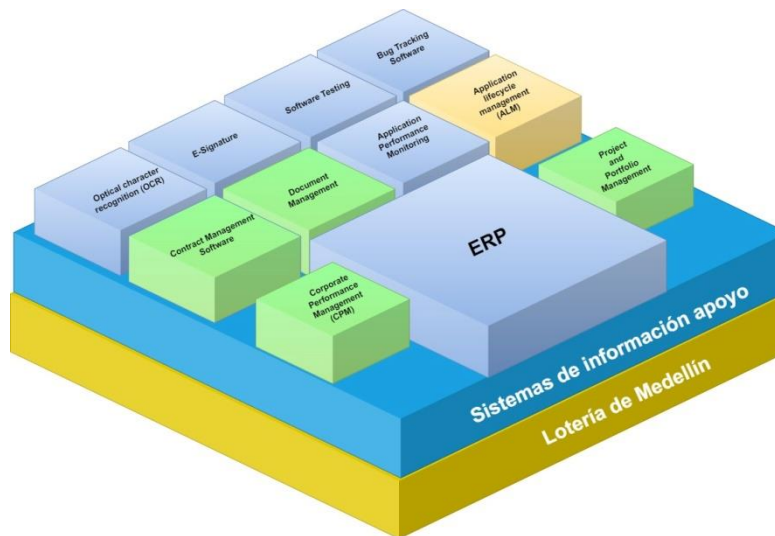 Bug Tracking
Software
Software Testing
Application
lifecycle
management
(ALM)
E-Signature
Application
Performance
Monitoring
Project
and
Portfolio
Management
Optical character
recognition (OCR)
Document
Management
Contract Management
Software
ERP
Corporate
Performance
Management
(CPM)
Sistemas de información apoyo
Lotería de Medellín